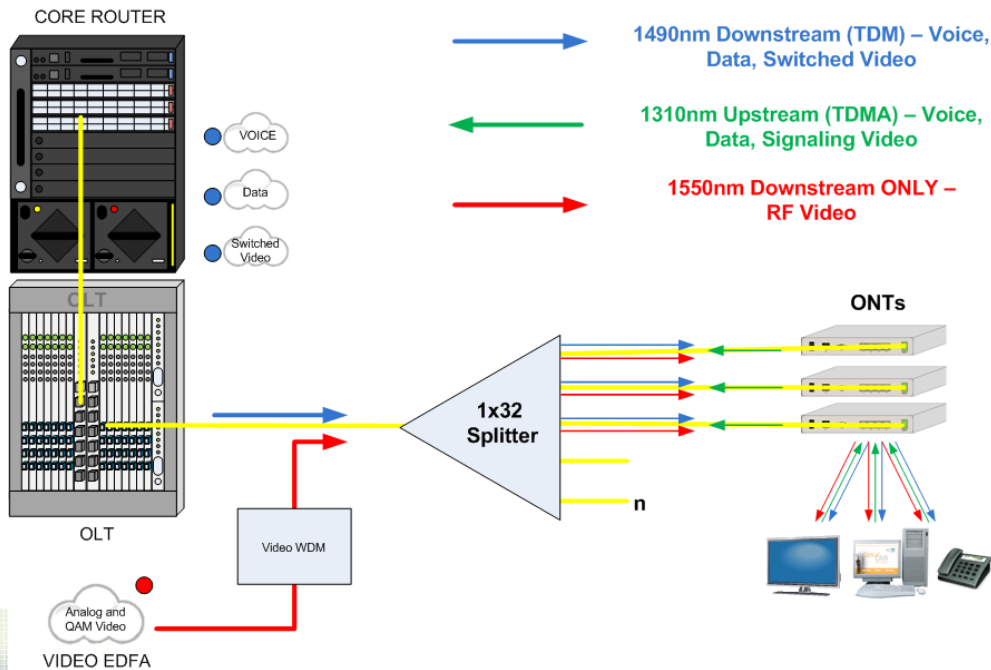 CORE ROUTER
1490nm Downstream (TDM) – Voice,
Data, Switched Video
1310nm Upstream (TDMA) – Voice,
Data, Signaling Video
1550nm Downstream ONLY –
RF Video
VOICE
Data
Switched
Video
OLT
ONTs
1x32
Splitter
n
OLT
Video WDM
Analog and
QAM Video
VIDEO EDFA